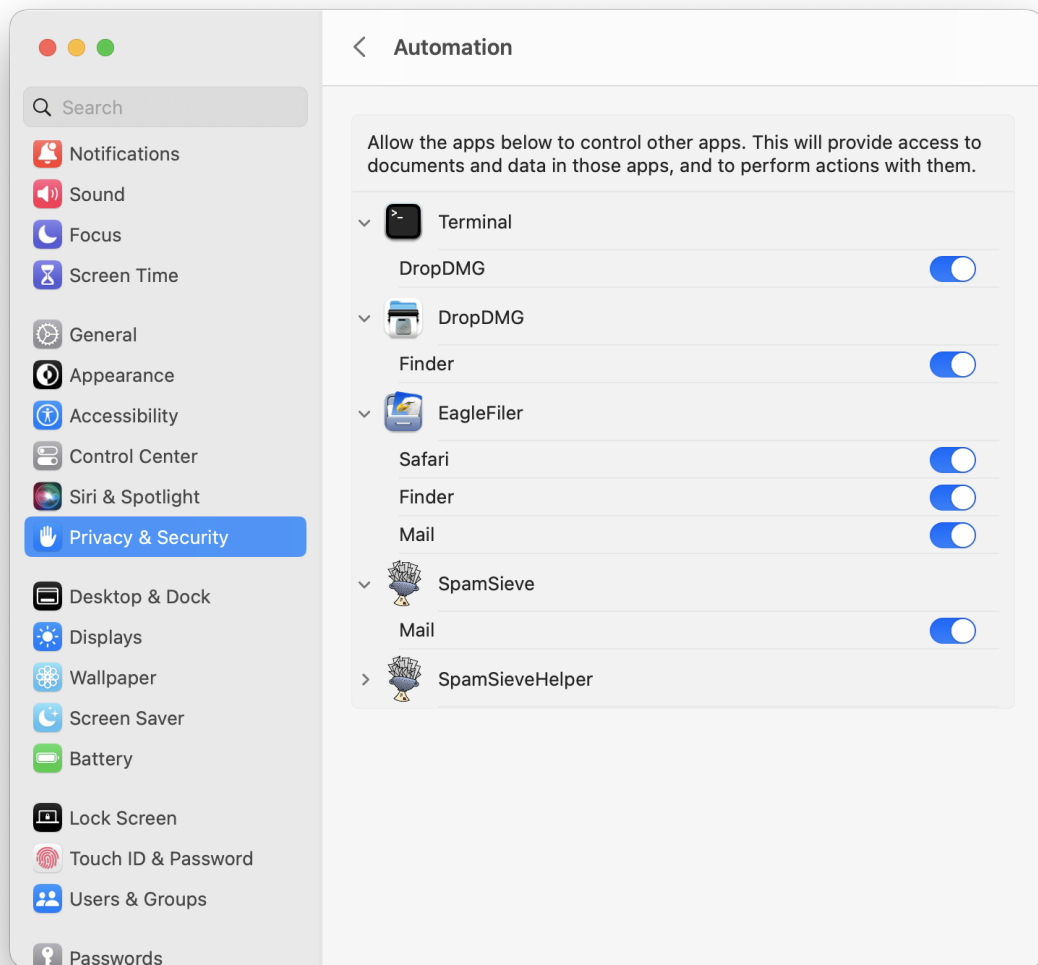 Search
Notifications
Sound
Focus
Screen Time
General
Appearance
Accessibility
Control Center
Siri & Spotlight
Privacy & Security
Desktop & Dock
Displays
Wallpaper
Screen Saver
Battery
Lock Screen
Touch ID & Password
Users & Groups
Passwords
Automation
Allow the apps below to control other apps. This will provide access to
documents and data in those apps, and to perform actions with them.
Terminal
DropDMG
DropDMG
Finder
EagleFiler
Safari
Finder
Mail
SpamSieve
Mail
SpamSieveHelper